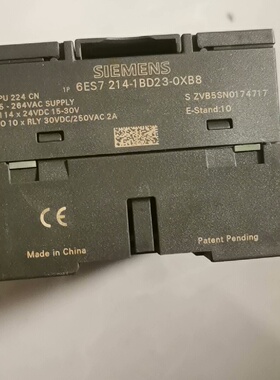 SIEMENS
PU 224 CN
1P 6ES7 214-1BD23-0XB8
5 - 264VAC SUPPLY
S ZVB5SN0174717
I 14 x 24VDC 15-30V
E-Stand:10
O 10 x RLY 30VDC/250VAC 2A
CE
Made in China
Patent Pending